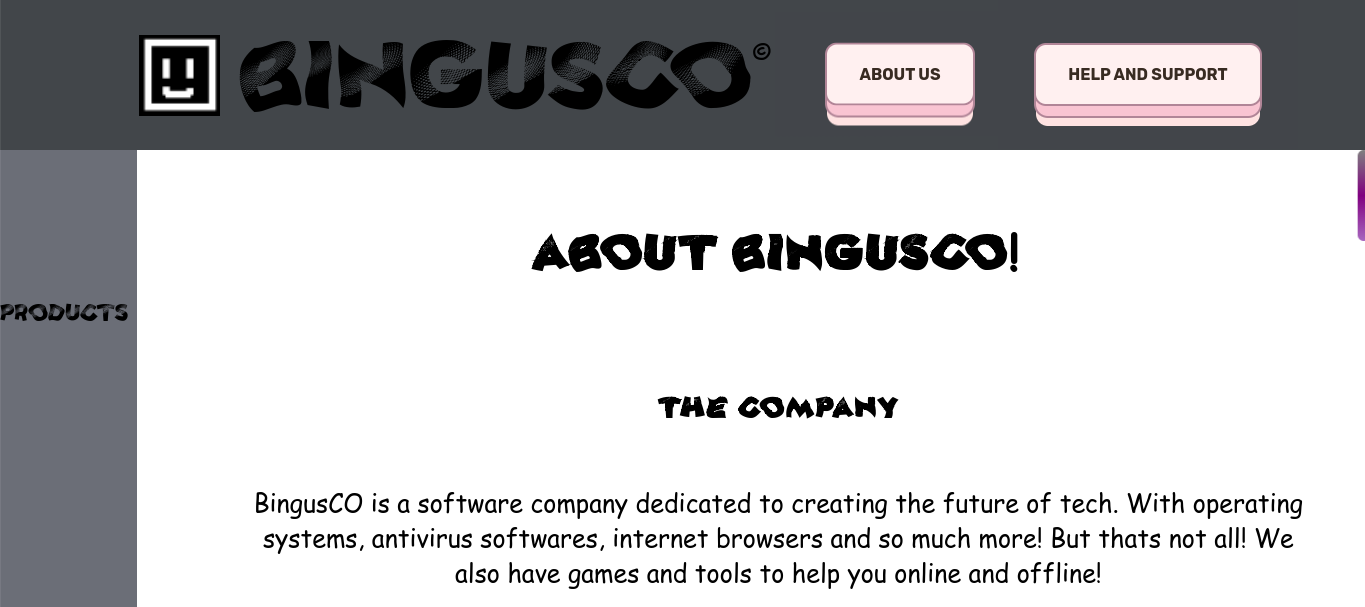 BINGUSCO©
ABOUT US
HELP AND SUPPORT
PRODUCTS
ABOUT BINGUSCO!
THE COMPANY
BingusCO is a software company dedicated to creating the future of tech. With operating
systems, antivirus softwares, internet browsers and so much more! But thats not all! We
also have games and tools to help you online and offline!